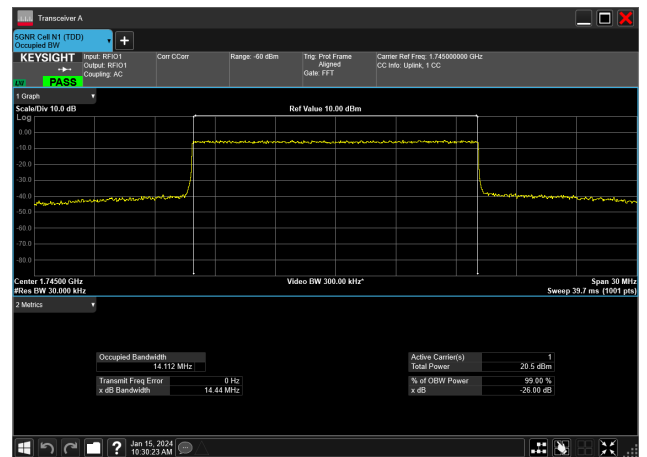 Transceiver A
5GNR Cell N1 (TDD)
Occupied BW
KEYSIGHT
LXI
PASS
Input: RFIO1
Output: RFIO1
Coupling: AC
Corr CCorr
Range: -60 dBm
Trig: Prot Frame
Aligned
Gate: FFT
Carrier Ref Freq: 1.745000000 GHz
CC Info: Uplink, 1 CC
1 Graph
Scale/Div 10.0 dB
Ref Value 10.00 dBm
Log
0.00
-10.0
-20.0
-30.0
-40.0
-50.0
-60.0
-70.0
-80.0
Center 1.74500 GHz
Video BW 300.00 kHz*
Span 30 MHz
#Res BW 30.000 kHz
Sweep 39.7 ms (1001 pts)
2 Metrics
Occupied Bandwidth
14.112 MHz
Active Carrier(s) 1
Total Power 20.5 dBm
Transmit Freq Error 0 Hz
x dB Bandwidth 14.44 MHz
% of OBW Power 99.00 %
x dB -26.00 dB
?
Jan 15, 2024
10:30:23 AM